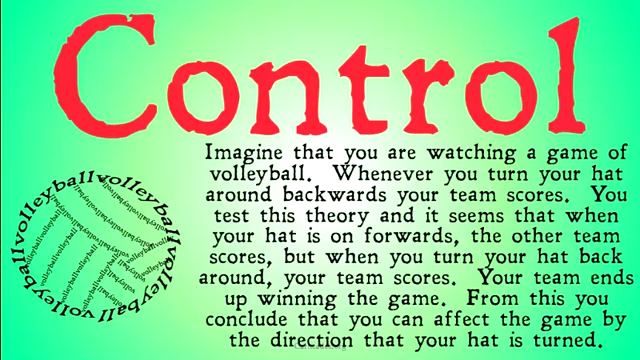 Control
Imagine that you are watching a game of
volleyball. Whenever you turn your hat
around backwards your team scores. You
test this theory and it seems that when
your hat is on forwards, the other team
scores, but when you turn your hat back
around, your team scores. Your team ends
up winning the game. From this you
conclude that you can affect the game by
the direction that your hat is turned.
volleyballvolleyballvolleyballvolleyball